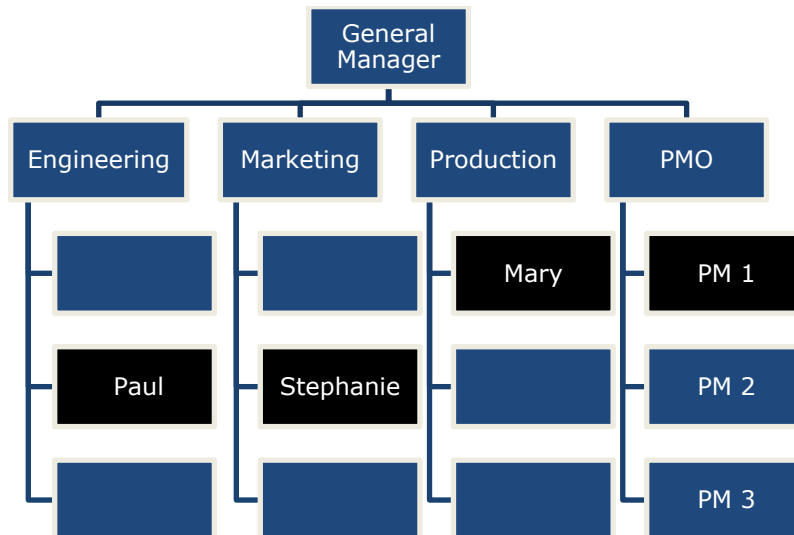 General
Manager
Engineering
Marketing
Production
PMO
Mary
PM 1
Paul
Stephanie
PM 2
PM 3